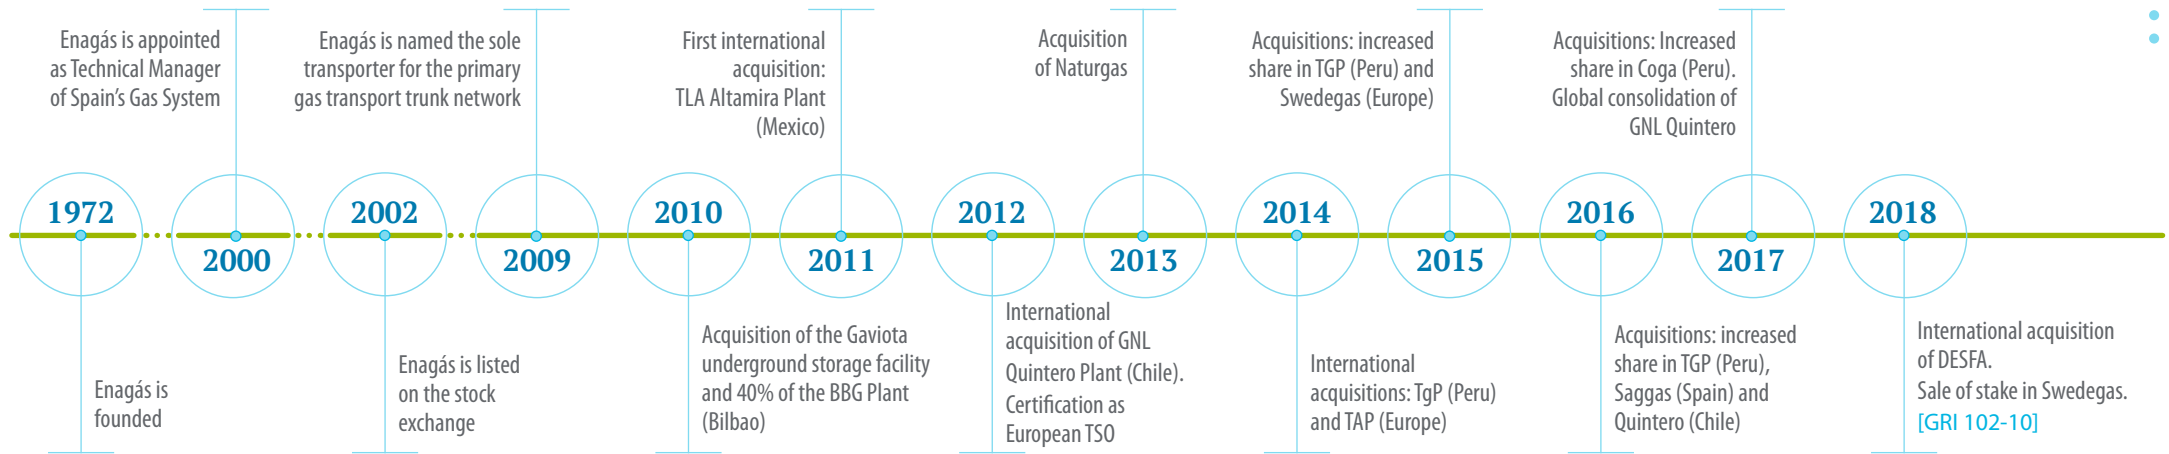 Enagás is appointed
as Technical Manager
of Spain's Gas System
Enagás is named the sole
transporter for the primary
gas transport trunk network
First international
acquisition:
TLA Altamira Plant
(Mexico)
Acquisition
of Naturgas
Acquisitions: increased
share in TGP (Peru) and
Swedegas (Europe)
Acquisitions: Increased
share in Coga (Peru).
Global consolidation of
GNL Quintero
1972
2000
2002
2009
2010
2011
2012
2013
2014
2015
2016
2017
2018
Enagás is
founded
Enagás is listed
on the stock
exchange
Acquisition of the Gaviota
underground storage facility
and 40% of the BBG Plant
(Bilbao)
International
acquisition of GNL
Quintero Plant (Chile).
Certification as
European TSO
International
acquisitions: TgP (Peru)
and TAP (Europe)
Acquisitions: increased
share in TGP (Peru),
Saggas (Spain) and
Quintero (Chile)
International acquisition
of DESFA.
Sale of stake in Swedegas.
[GRI 102-10]